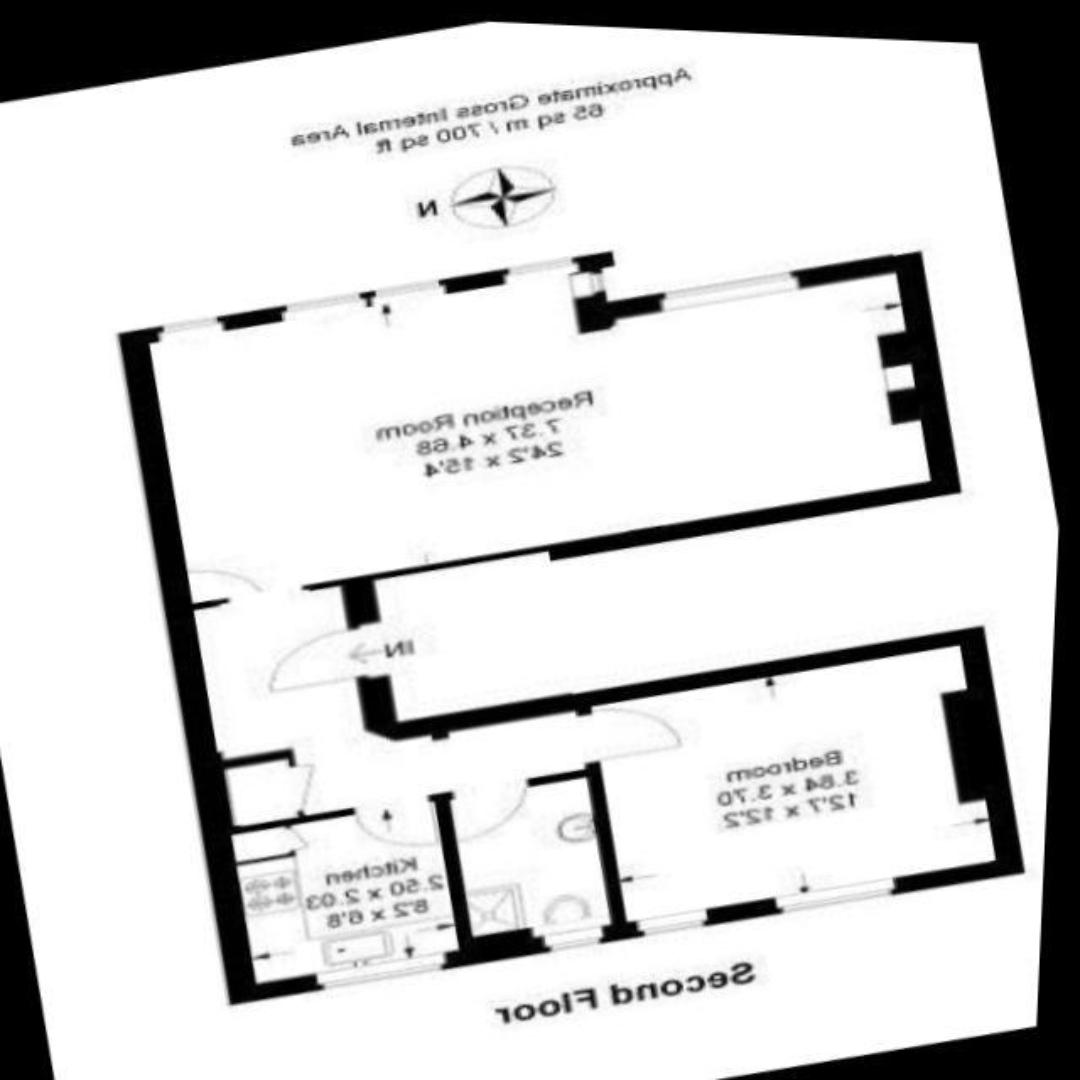 Approximate Gross Internal Area
65 sq m / 700 sq ft
N
Reception Room
7.37 x 4.68
24'2 x 15'4
IN
Bedroom
3.84 x 3.70
12'7 x 12'2
Kitchen
2.50 x 2.03
8'2 x 6'8
Second Floor